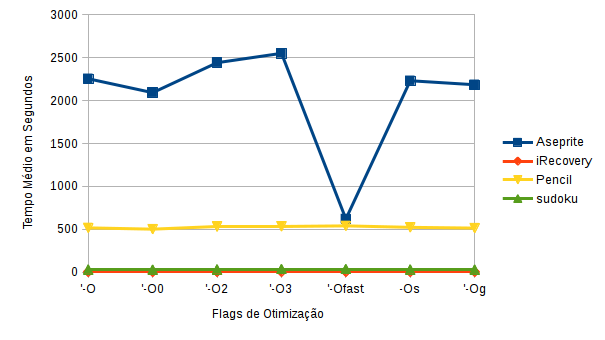 3000
2500
2000
1500
1000
500
0
Tempo Médio em Segundos
'-O '-O0 '-O2 '-O3 '-Ofast -Os '-Og
Flags de Otimização
Aseprite
iRecovery
Pencil
sudoku